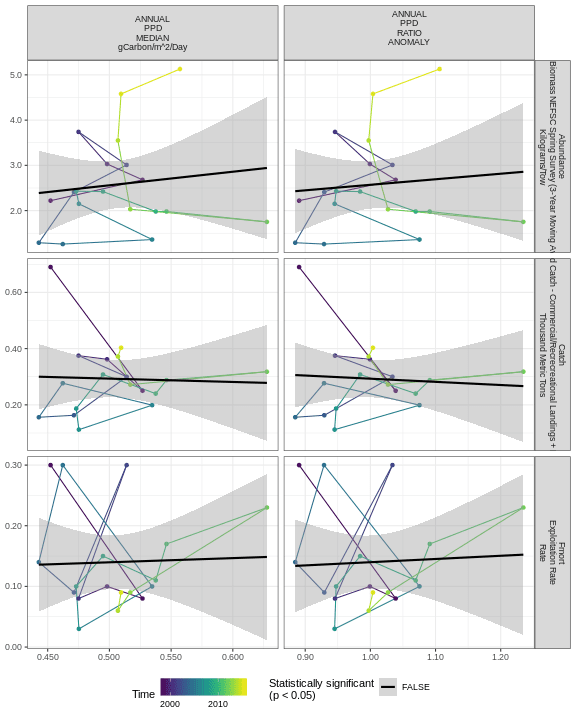 ANNUAL
PPD
MEDIAN
gCarbon/m^2/Day
ANNUAL
PPD
RATIO
ANOMALY
5.0
4.0
3.0
2.0
Abundance
Biomass NEFSC Spring Survey (3-Year Moving
Kilograms/Tow
0.60
0.40
0.20
Catch
Catch - Commercial/Recrecreational Landings +
Thousand Metric Tons
0.30
0.20
0.10
0.00
Fmort
Exploitation Rate
Rate
0.450
0.500
0.550
0.600
0.90
1.00
1.10
1.20
Time
2000
2010
Statistically significant
(p < 0.05)
FALSE